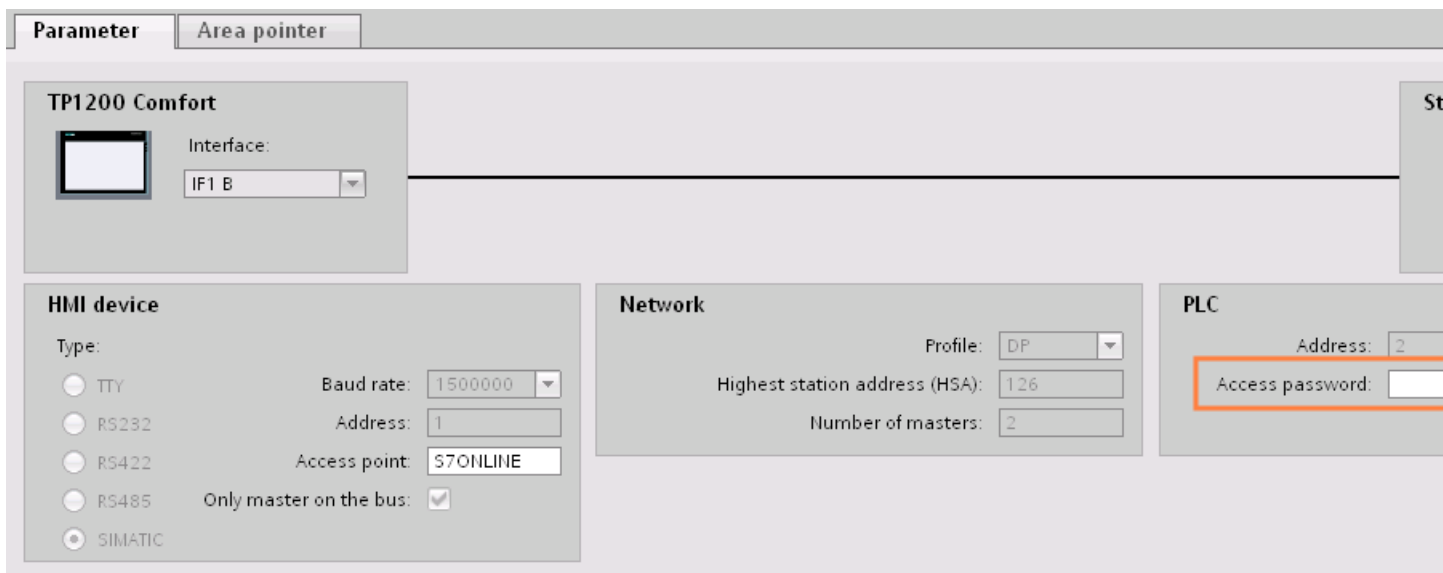 Parameter
Area pointer
TP1200 Comfort
Interface:
IF1 B
St
HMI device
Type:
TTY
RS232
RS422
RS485
SIMATIC
Baud rate: 1500000
Address: 1
Access point: S7ONLINE
Only master on the bus:
Network
Profile: DP
Highest station address (HSA): 126
Number of masters: 2
PLC
Address: 2
Access password: